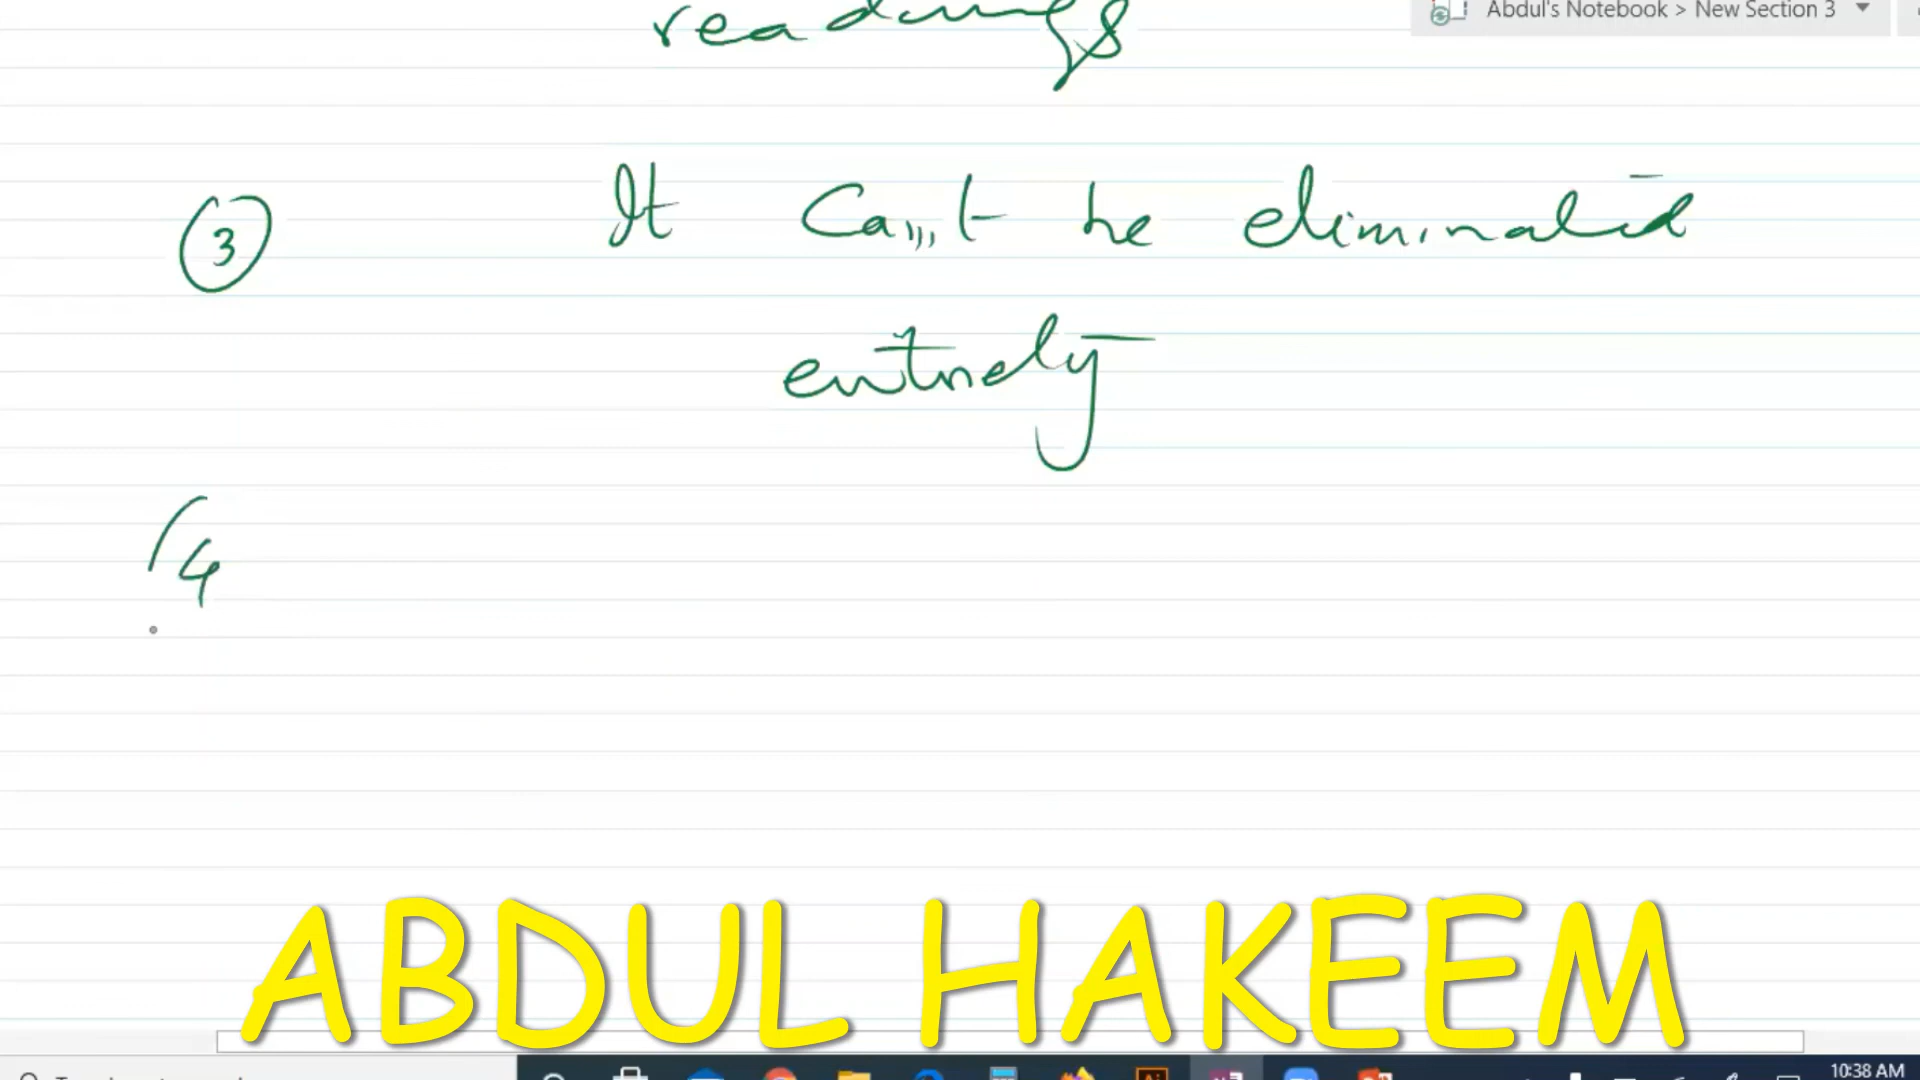 Abdul's Notebook > New Section 3
readings
3 It can't be eliminated
entirely
4
ABDUL HAKEEM
10:38 AM